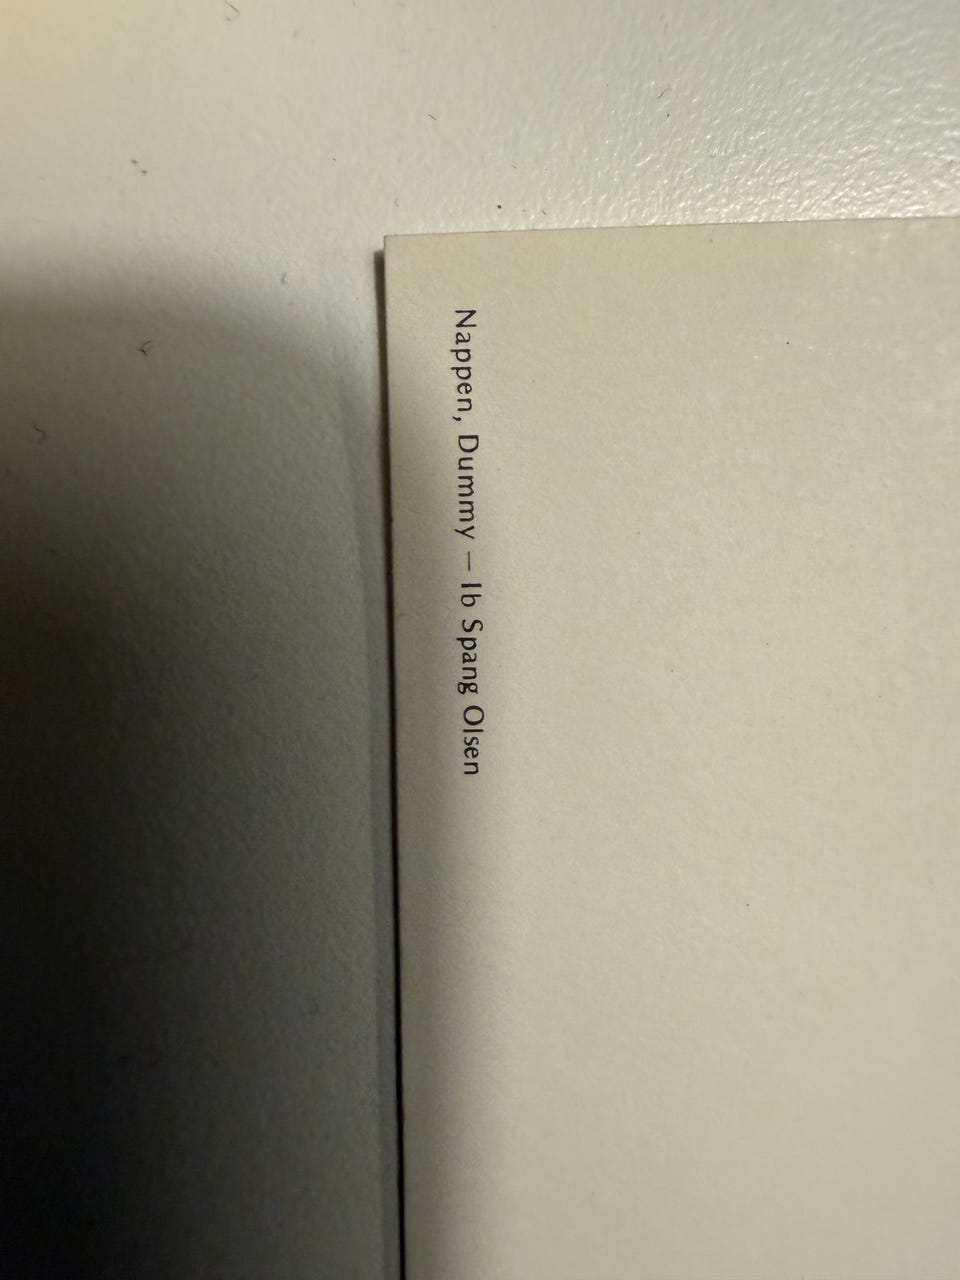 Nappen, Dummy — Ib Spang Olsen